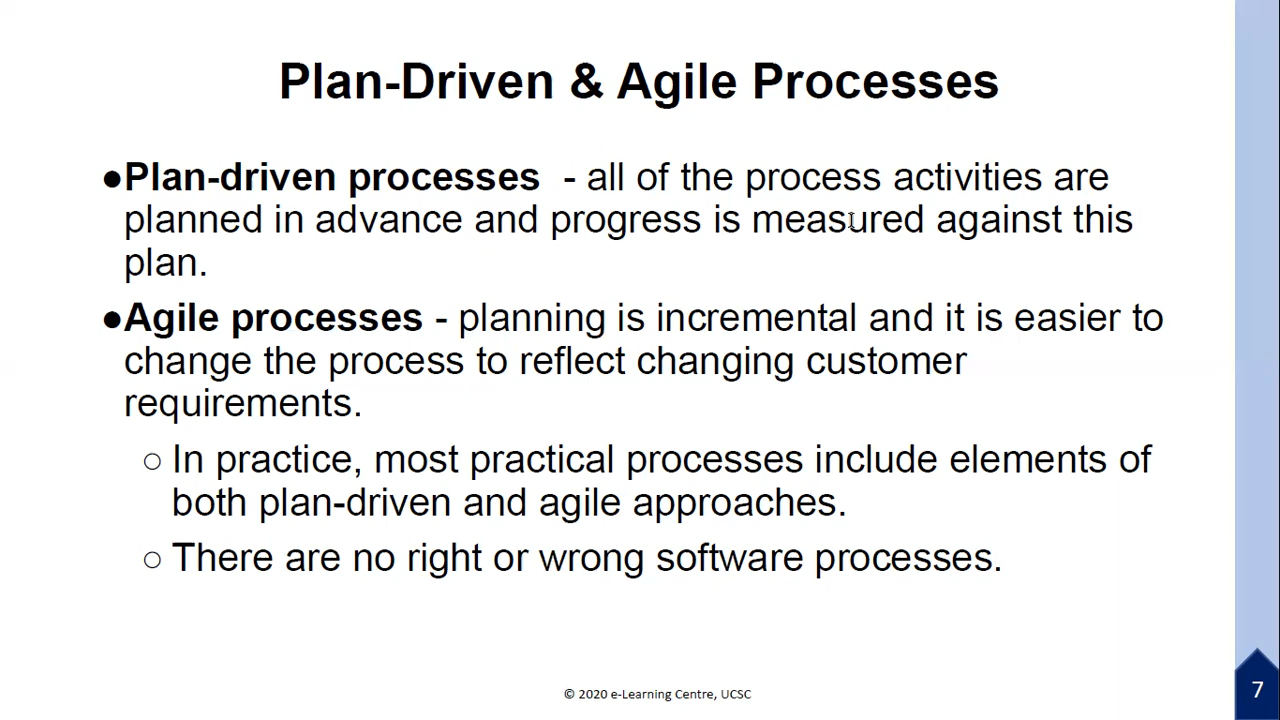 Plan-Driven & Agile Processes
●Plan-driven processes - all of the process activities are
planned in advance and progress is measured against this
plan.
●Agile processes - planning is incremental and it is easier to
change the process to reflect changing customer
requirements.
○ In practice, most practical processes include elements of
both plan-driven and agile approaches.
○ There are no right or wrong software processes.
© 2020 e-Learning Centre, UCSC
7